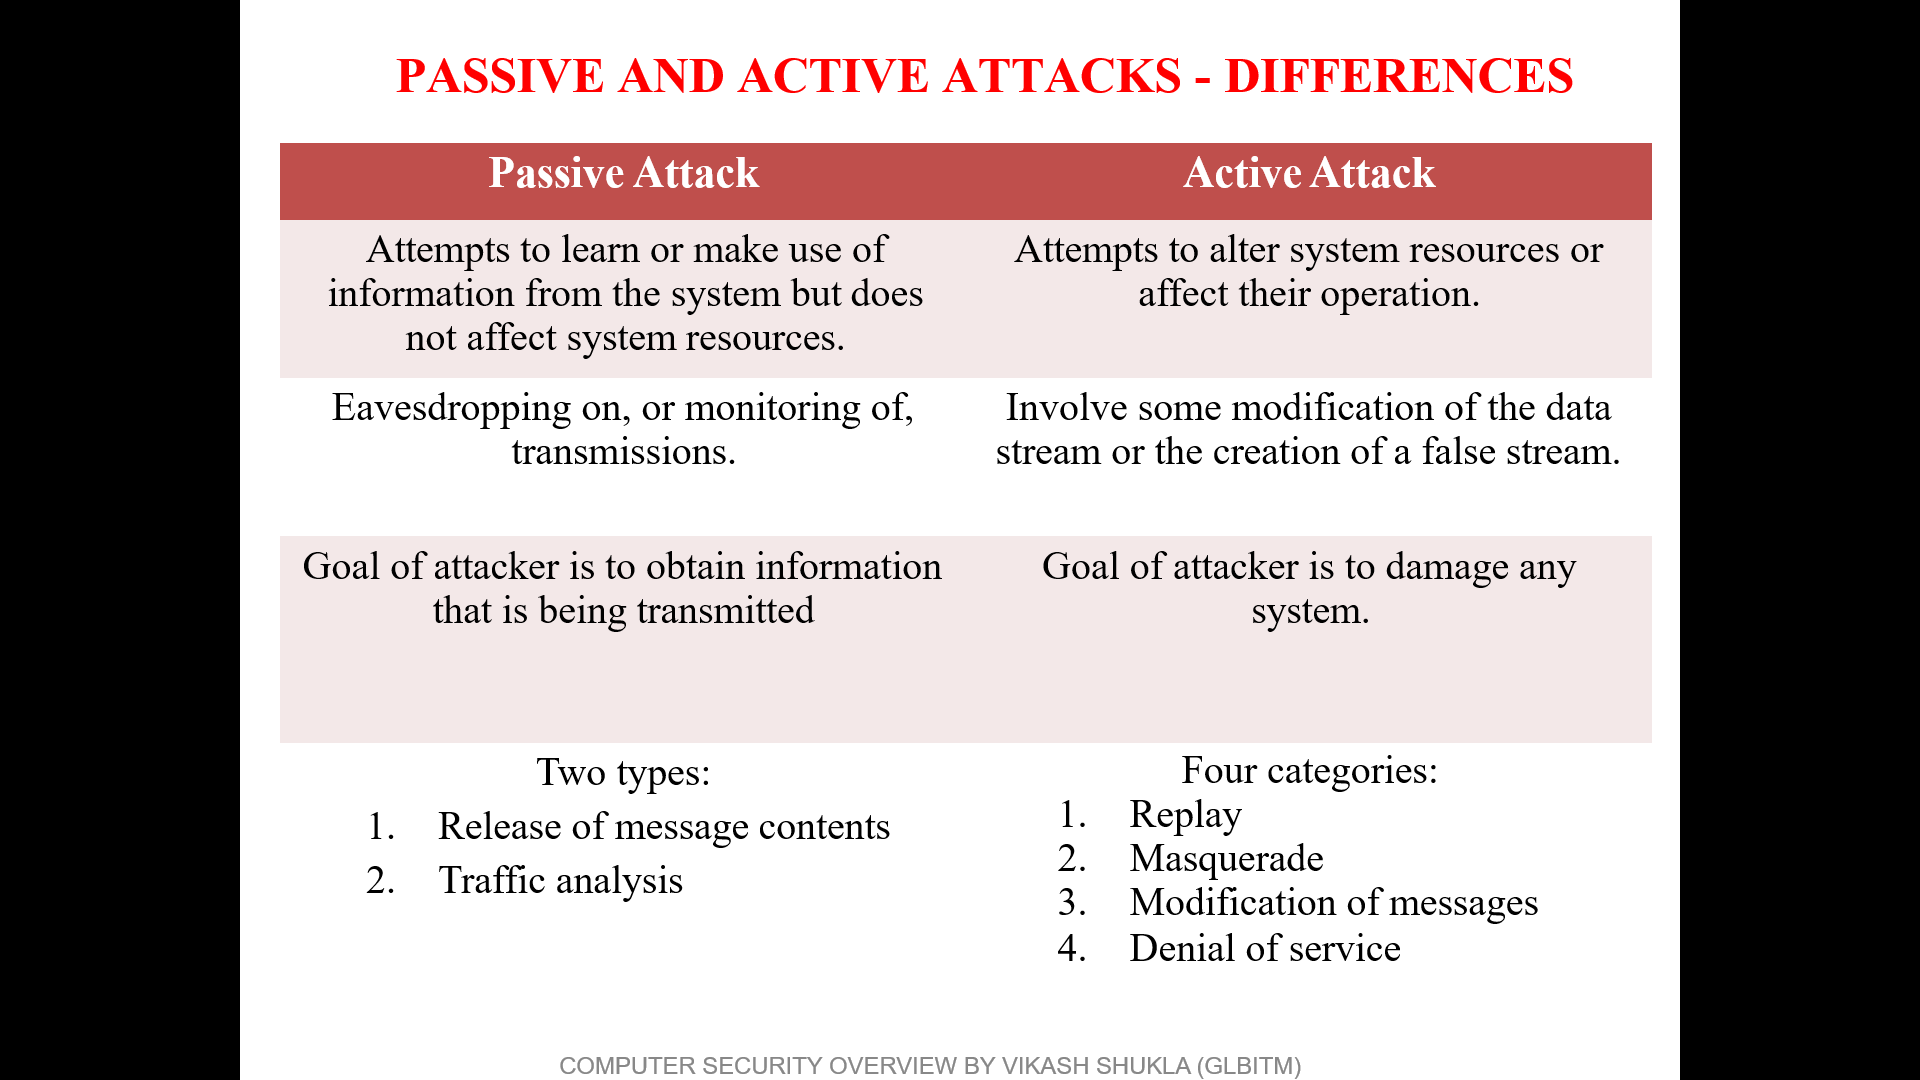 PASSIVE AND ACTIVE ATTACKS - DIFFERENCES
Passive Attack
Active Attack
Attempts to learn or make use of
information from the system but does
not affect system resources.
Attempts to alter system resources or
affect their operation.
Eavesdropping on, or monitoring of,
transmissions.
Involve some modification of the data
stream or the creation of a false stream.
Goal of attacker is to obtain information
that is being transmitted
Goal of attacker is to damage any
system.
Two types:
1. Release of message contents
2. Traffic analysis
Four categories:
1. Replay
2. Masquerade
3. Modification of messages
4. Denial of service
COMPUTER SECURITY OVERVIEW BY VIKASH SHUKLA (GLBITM)